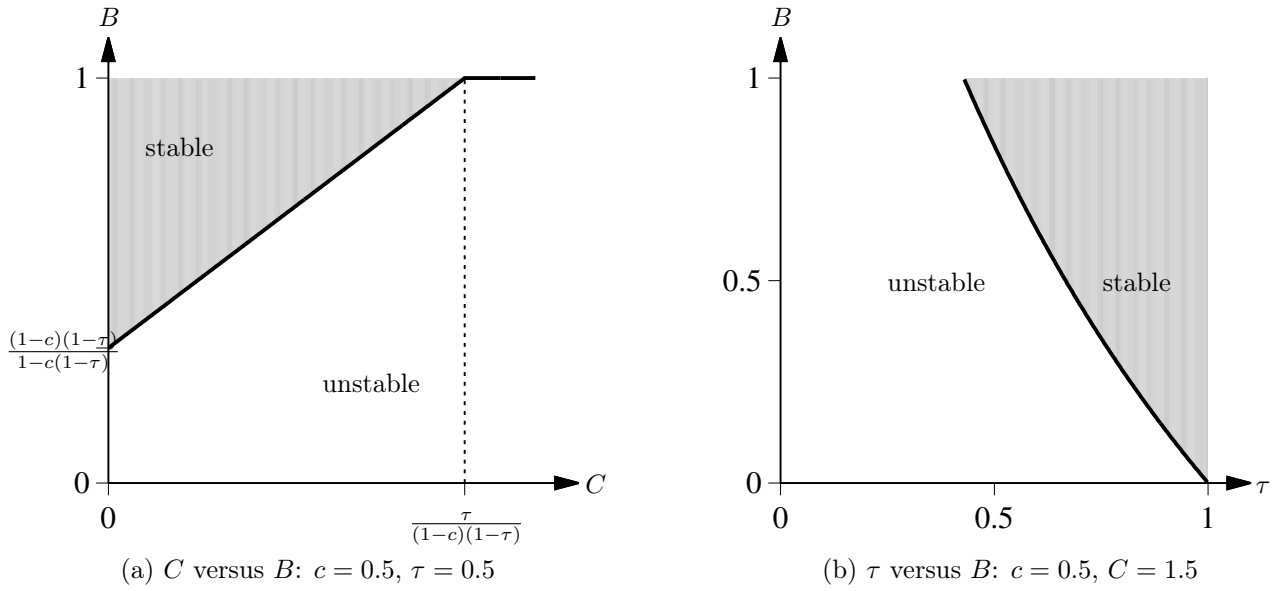 B
1
stable
(1−c)(1−τ)
1−c(1−τ)
unstable
0
C
0
τ
(1−c)(1−τ)
(a) C versus B: c = 0.5, τ = 0.5
B
1
0.5
unstable
stable
0
τ
0
0.5
1
(b) τ versus B: c = 0.5, C = 1.5